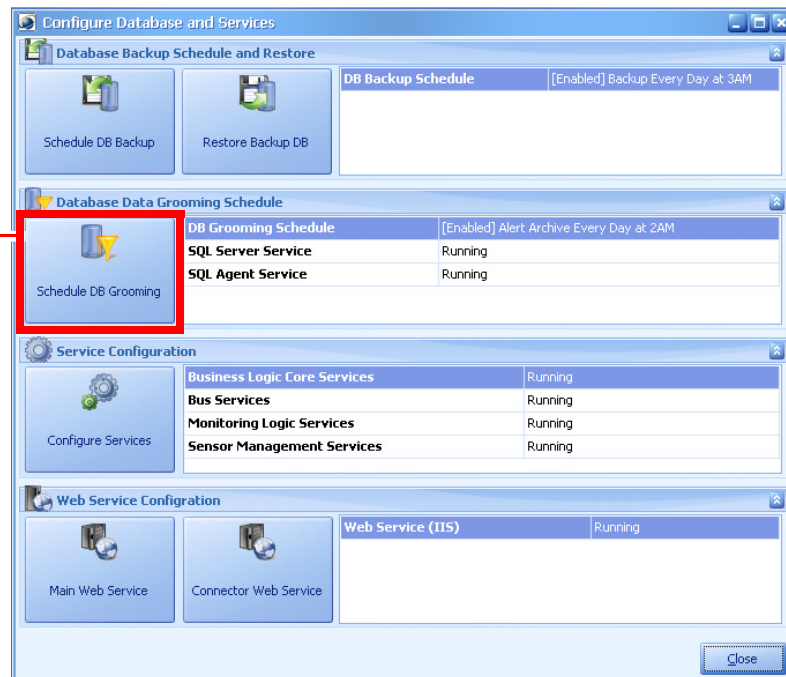 Configure Database and Services
Database Backup Schedule and Restore
Schedule DB Backup
Restore Backup DB
DB Backup Schedule [Enabled] Backup Every Day at 3AM
Database Data Grooming Schedule
Schedule DB Grooming
DB Grooming Schedule [Enabled] Alert Archive Every Day at 2AM
SQL Server Service Running
SQL Agent Service Running
Service Configuration
Configure Services
Business Logic Core Services Running
Bus Services Running
Monitoring Logic Services Running
Sensor Management Services Running
Web Service Configration
Main Web Service
Connector Web Service
Web Service (IIS) Running
Close